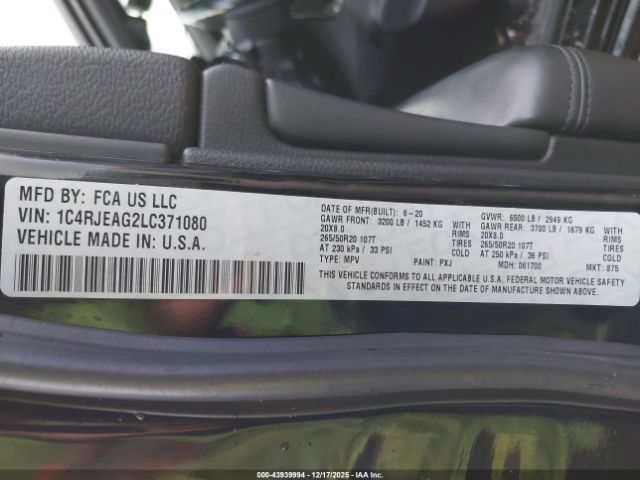 MFD BY: FCA US LLC
VIN: 1C4RJEAG2LC371080
VEHICLE MADE IN: U.S.A.
DATE OF MFR(BUILT): 6-20 GVWR: 6500 LB / 2949 KG
GAWR FRONT: 3200 LB / 1452 KG WITH GAWR REAR: 3700 LB / 1679 KG WITH
20X8.0 RIMS 20X8.0 RIMS
265/50R20 107T TIRES 265/50R20 107T TIRES
AT 230 kPa / 33 PSI COLD AT 250 kPa / 36 PSI COLD
TYPE: MPV PAINT: PXJ MDH: 061700 MKT: 875
THIS VEHICLE CONFORMS TO ALL APPLICABLE U.S.A. FEDERAL MOTOR VEHICLE SAFETY
STANDARDS IN EFFECT ON THE DATE OF MANUFACTURE SHOWN ABOVE.
00-43939994 | 12/17/2025 | IAAI.COM